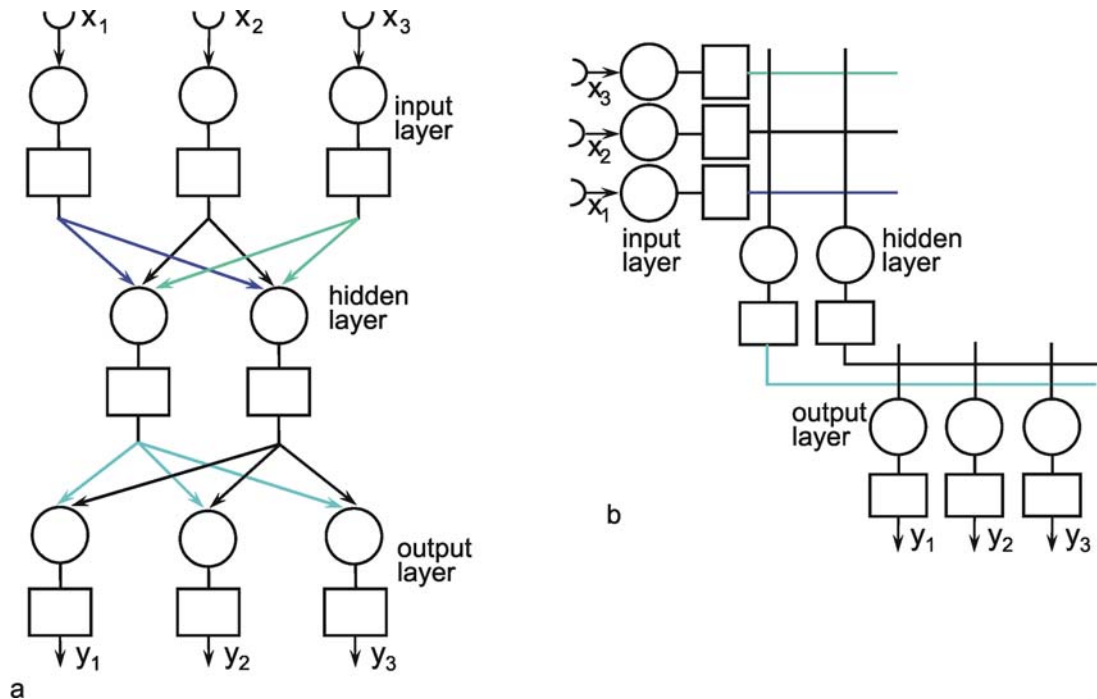 x1
x2
x3
input
layer
hidden
layer
output
layer
y1
y2
y3
a
x3
x2
x1
input
layer
hidden
layer
output
layer
y1
y2
y3
b